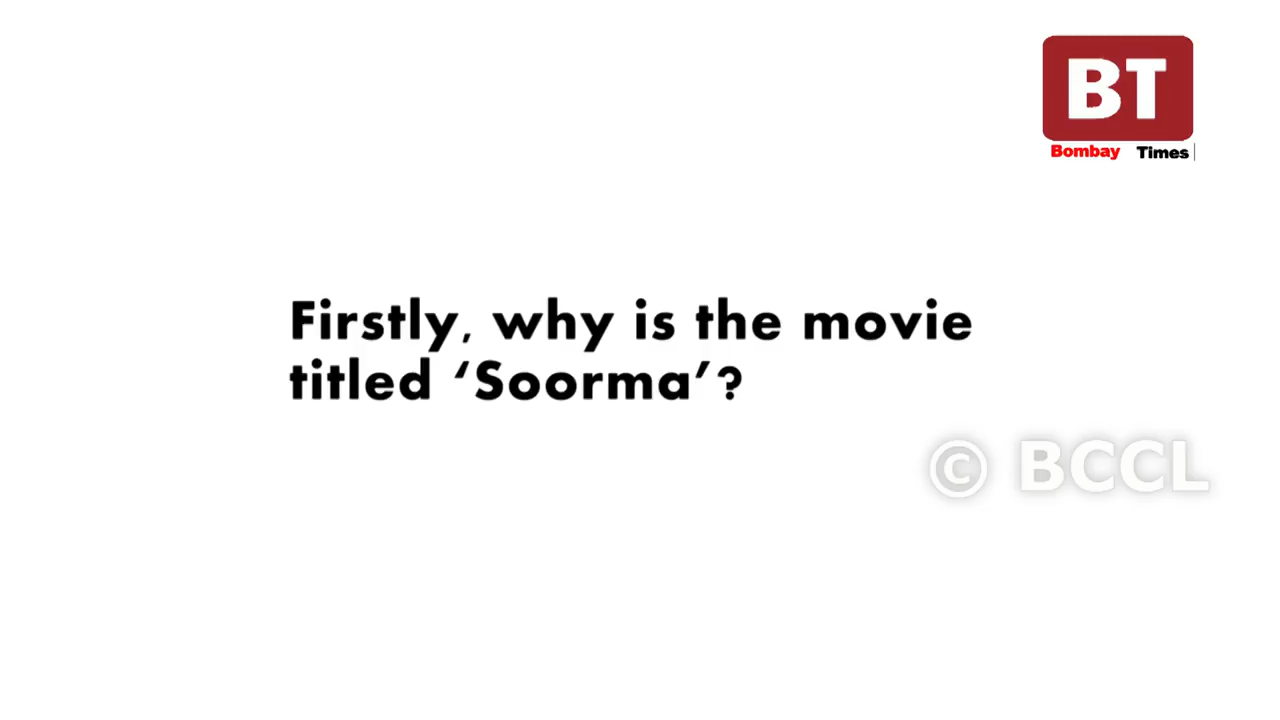 BT
Bombay Times
Firstly, why is the movie
titled ‘Soorma’?
© BCCL